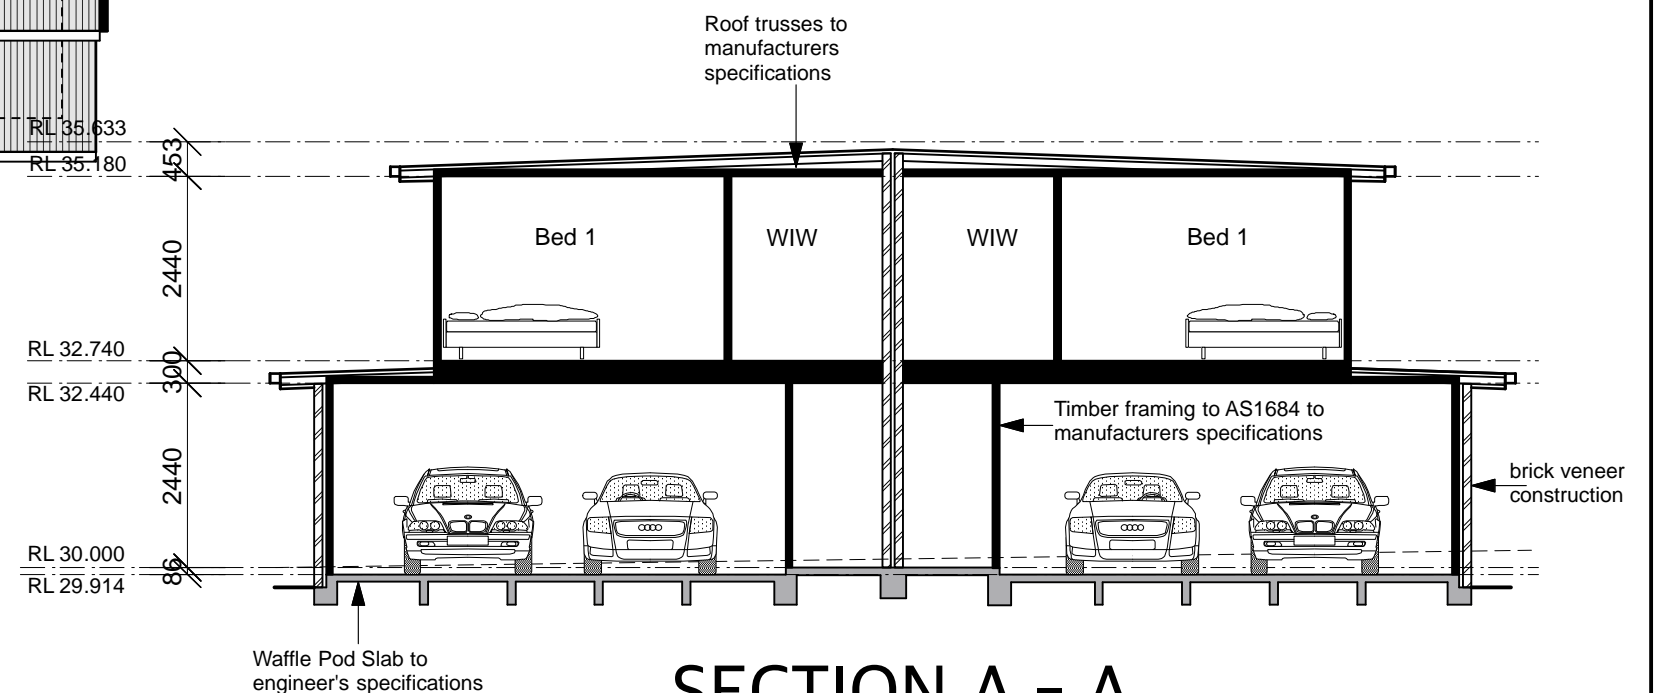 Roof trusses to
manufacturers
specifications
RL 35.633
453
RL 35.180
2440
Bed 1
WIW
WIW
Bed 1
RL 32.740
300
RL 32.440
2440
Timber framing to AS1684 to
manufacturers specifications
brick veneer
construction
RL 30.000
86
RL 29.914
Waffle Pod Slab to
engineer's specifications
SECTION A - A